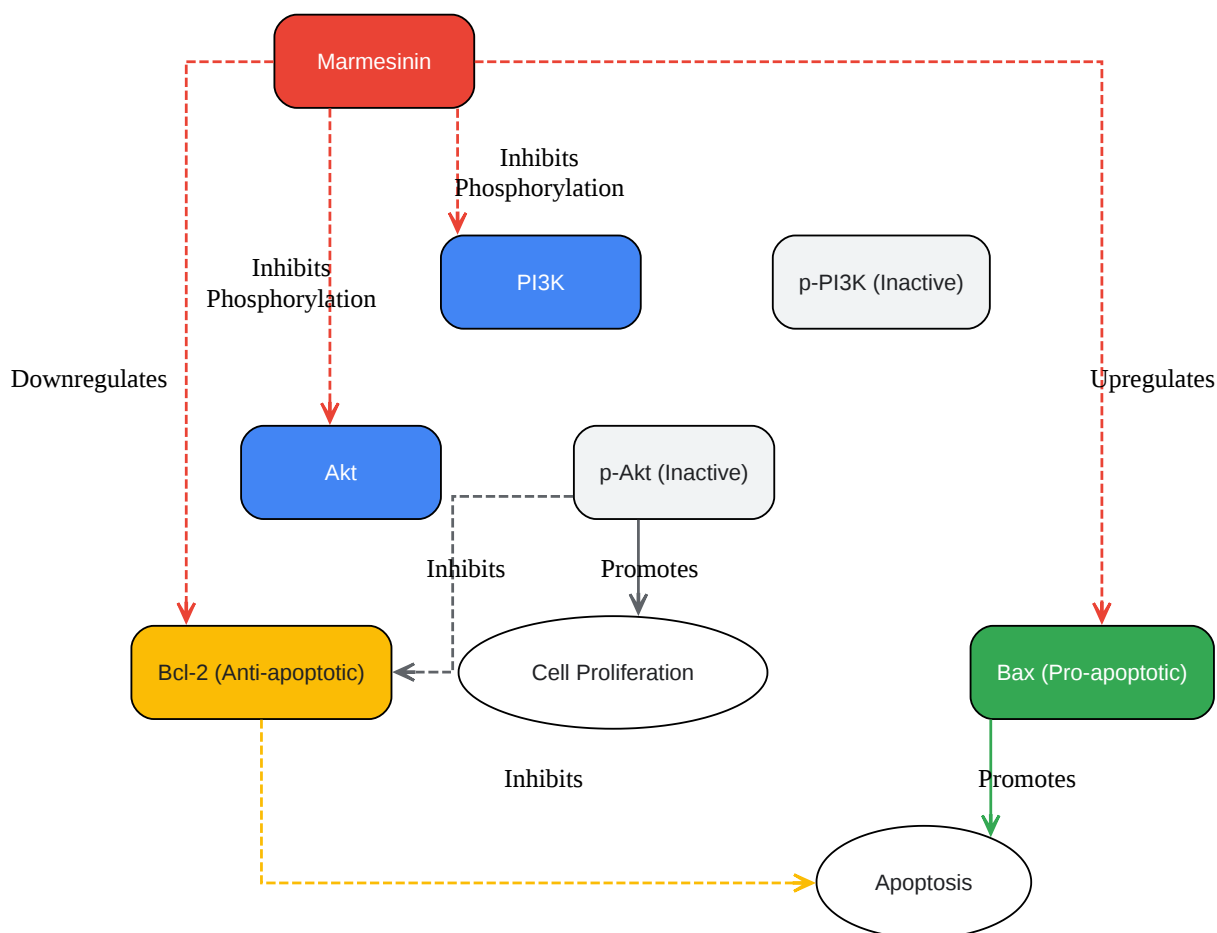 Marmesinin
Inhibits
Phosphorylation
Inhibits
Phosphorylation
PI3K
p-PI3K (Inactive)
Downregulates
Upregulates
Akt
p-Akt (Inactive)
Inhibits
Promotes
Bcl-2 (Anti-apoptotic)
Cell Proliferation
Bax (Pro-apoptotic)
Inhibits
Promotes
Apoptosis